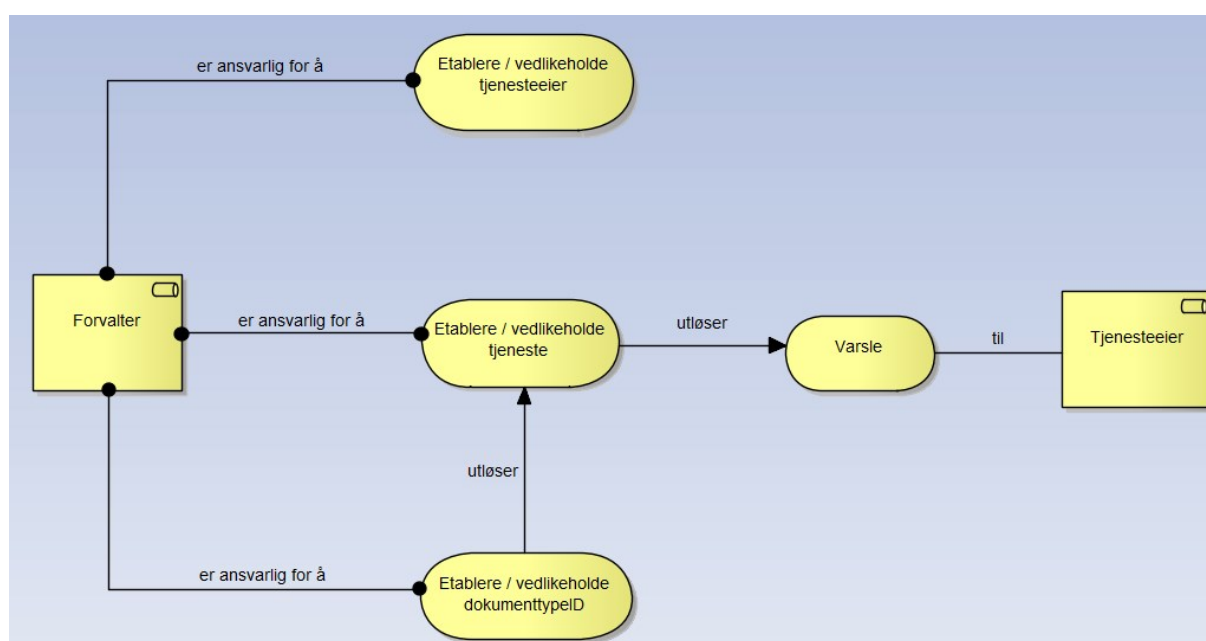 er ansvarlig for å
Etablere / vedlikeholde
tjenesteeier
Forvalter
er ansvarlig for å
Etablere / vedlikeholde
tjeneste
utløser
Varsle
til
Tjenesteeier
utløser
er ansvarlig for å
Etablere / vedlikeholde
dokumenttypeID